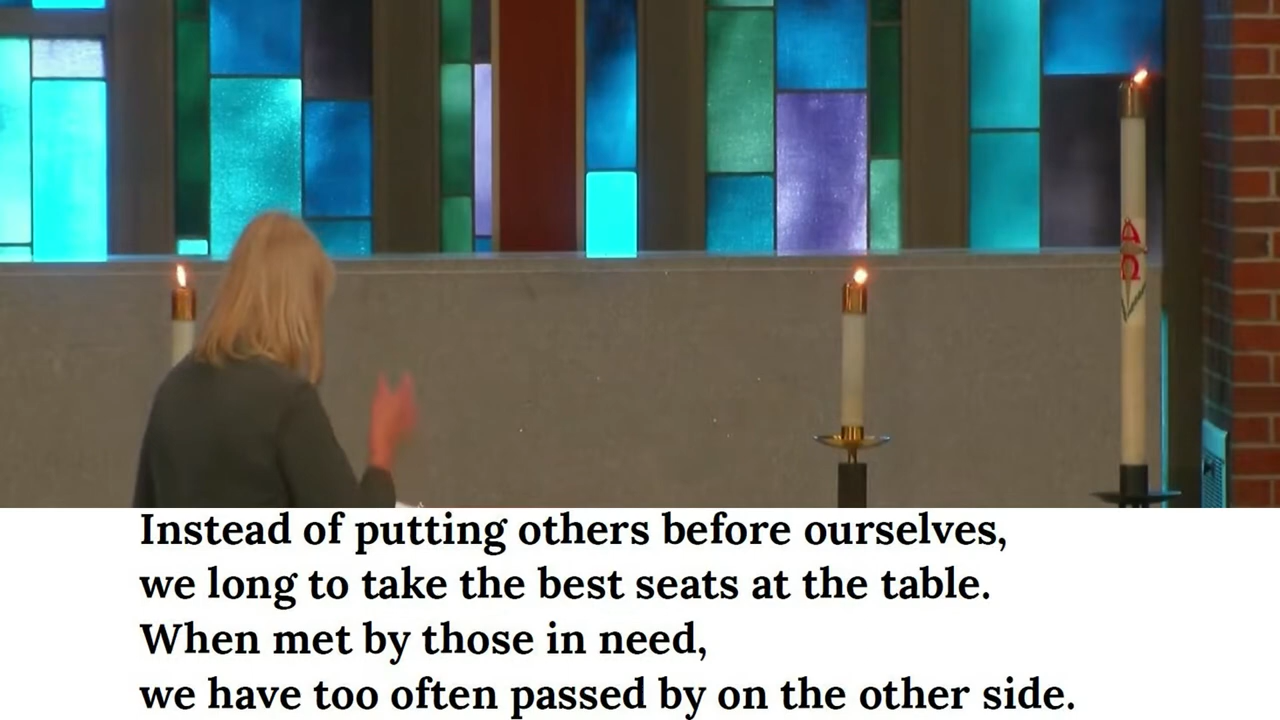 Α
Ω
Instead of putting others before ourselves,
we long to take the best seats at the table.
When met by those in need,
we have too often passed by on the other side.